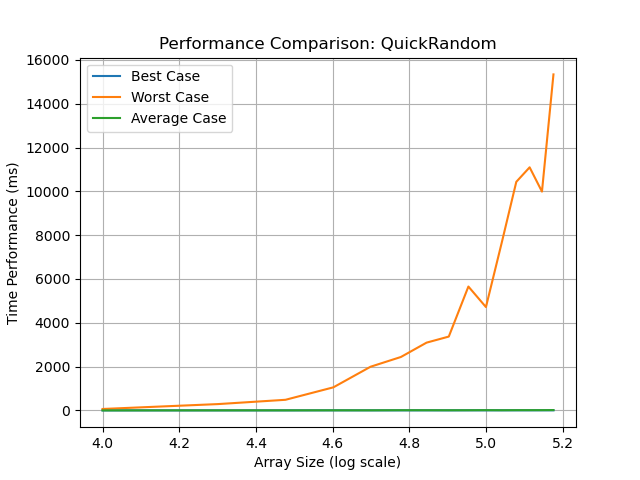 Performance Comparison: QuickRandom
Best Case
Worst Case
Average Case
Time Performance (ms)
16000
14000
12000
10000
8000
6000
4000
2000
0
4.0 4.2 4.4 4.6 4.8 5.0 5.2
Array Size (log scale)